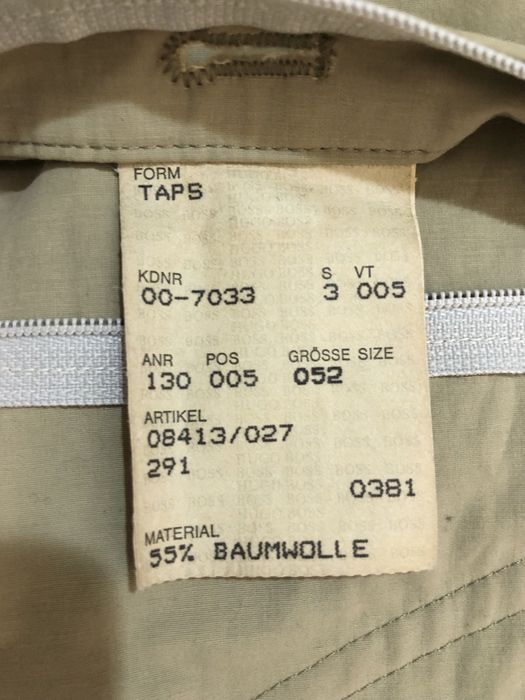 FORM
TAPS
KDNR S VT
00-7033 3 005
ANR POS GRÖSSE SIZE
130 005 052
ARTIKEL
08413/027
291
0381
MATERIAL
55% BAUMWOLLE